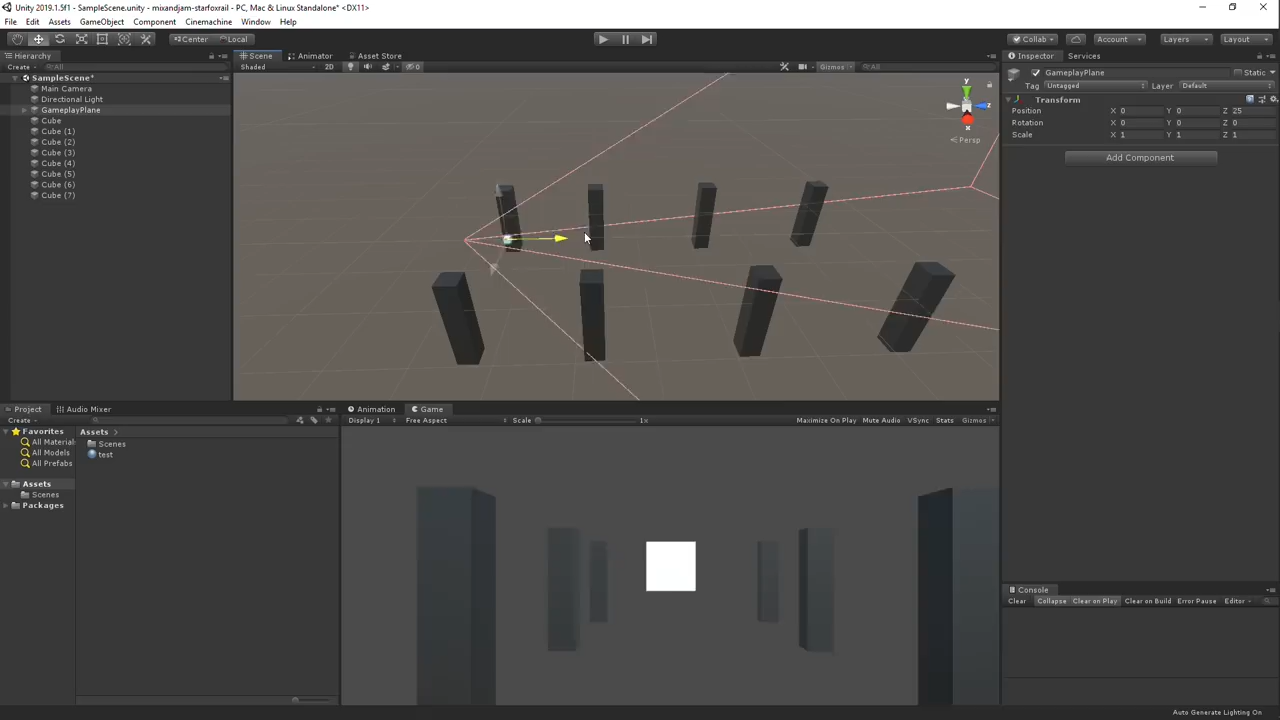 Unity 2019.1.5f1 - SampleScene.unity - mixandjam-starfoxrail - PC, Mac & Linux Standalone* <DX11>
File Edit Assets GameObject Component Cinemachine Window Help
Center Local Collab Account Layers Layout
Hierarchy Scene Animator Asset Store Inspector Services
Create All Shaded 2D 0 Gizmos All
SampleScene*
Main Camera
Directional Light
GameplayPlane
Cube
Cube (1)
Cube (2)
Cube (3)
Cube (4)
Cube (5)
Cube (6)
Cube (7)
y
z
x
Persp
GameplayPlane Static
Tag Untagged Layer Default
Transform
Position X 0 Y 0 Z 25
Rotation X 0 Y 0 Z 0
Scale X 1 Y 1 Z 1
Add Component
Project Audio Mixer
Create
Favorites
All Material
All Models
All Prefabs
Assets
Scenes
Packages
Assets
Scenes
test
Animation Game
Display 1 Free Aspect Scale 1x Maximize On Play Mute Audio VSync Stats Gizmos
Console
Clear Collapse Clear on Play Clear on Build Error Pause Editor
Auto Generate Lighting On